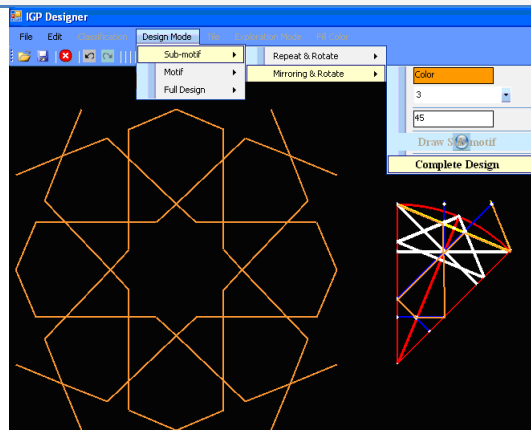 IGP Designer
File Edit Classification Design Mode Tile Exploration Mode Fill Color
Sub-motif
Motif
Full Design
Repeat & Rotate
Mirroring & Rotate
Color
3
45
Draw Sub-motif
Complete Design